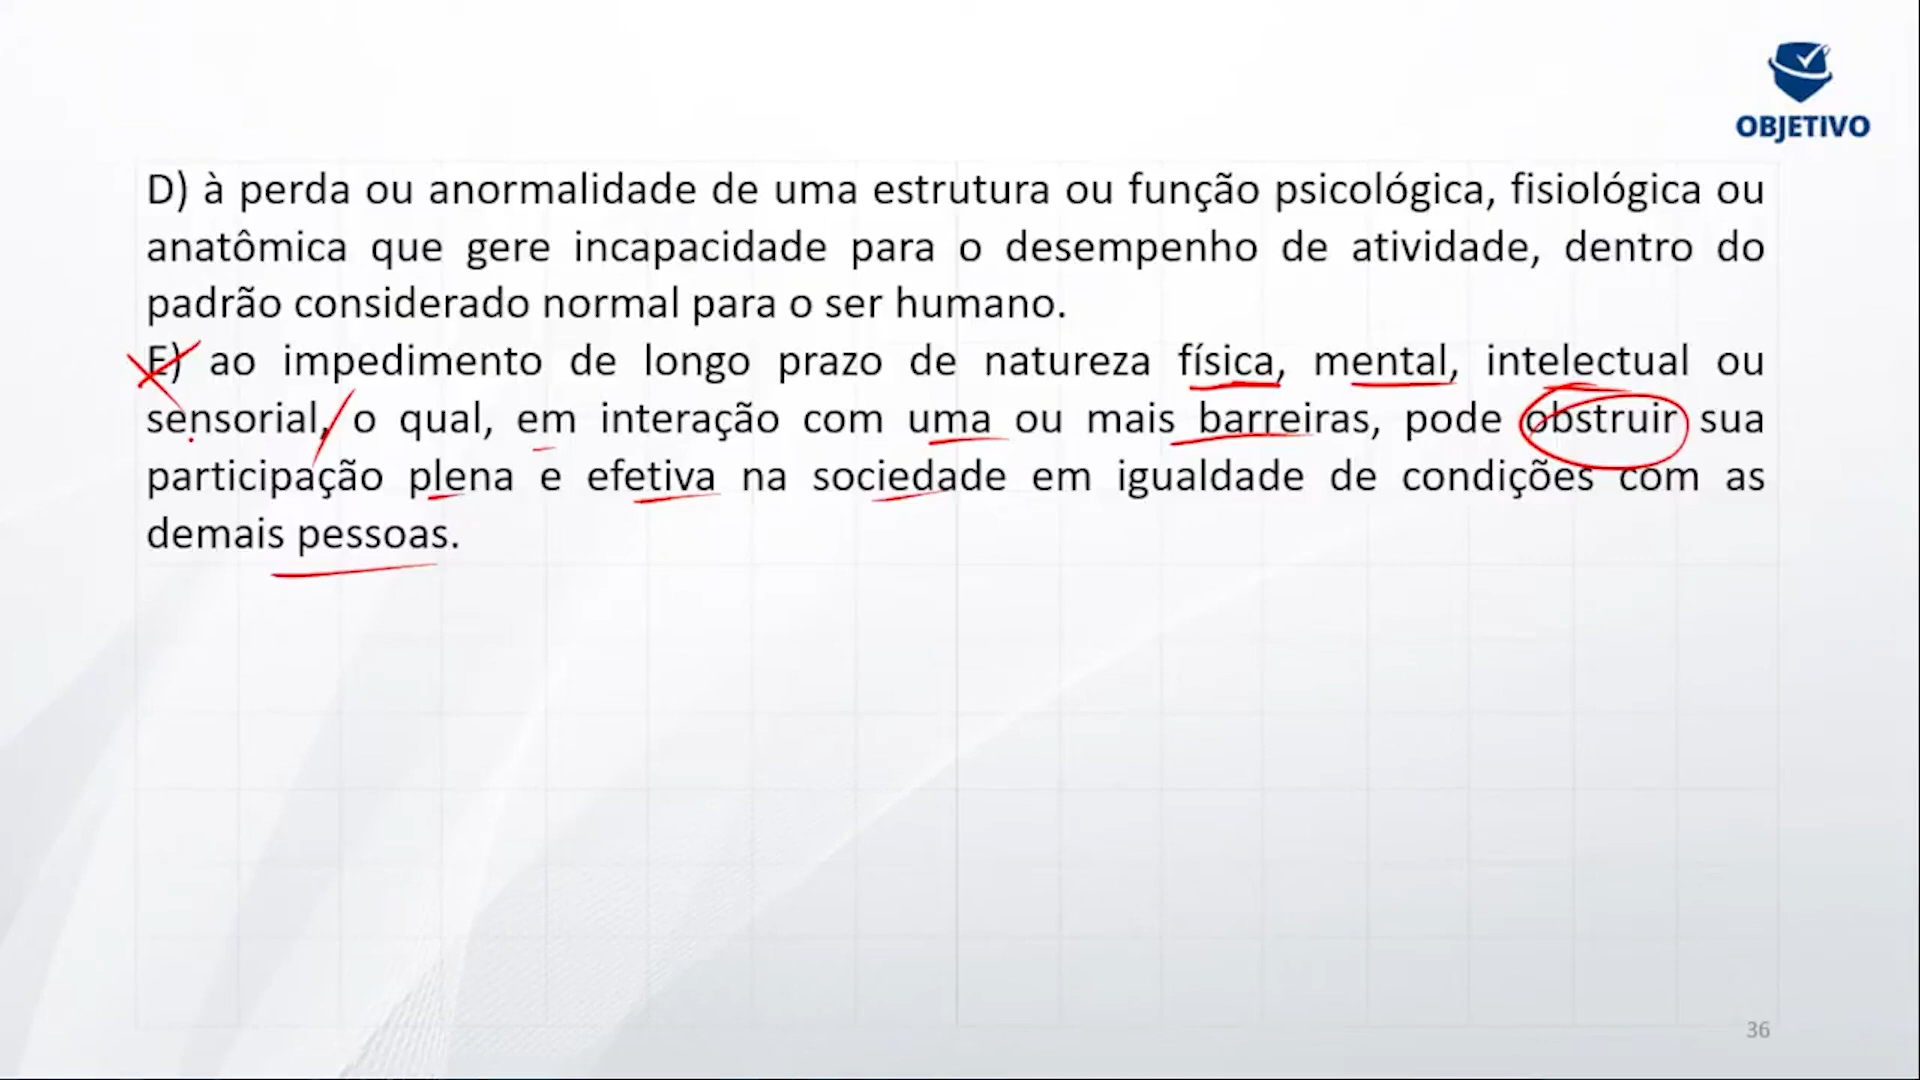 OBJETIVO
D) à perda ou anormalidade de uma estrutura ou função psicológica, fisiológica ou
anatômica que gere incapacidade para o desempenho de atividade, dentro do
padrão considerado normal para o ser humano.
E) ao impedimento de longo prazo de natureza física, mental, intelectual ou
sensorial, o qual, em interação com uma ou mais barreiras, pode obstruir sua
participação plena e efetiva na sociedade em igualdade de condições com as
demais pessoas.
36